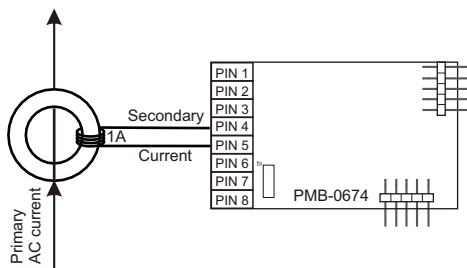 PIN 1
PIN 2
PIN 3
Secondary
PIN 4
1A
PIN 5
Current
PIN 6
PIN 7
PMB-0674
PIN 8
Primary
AC current